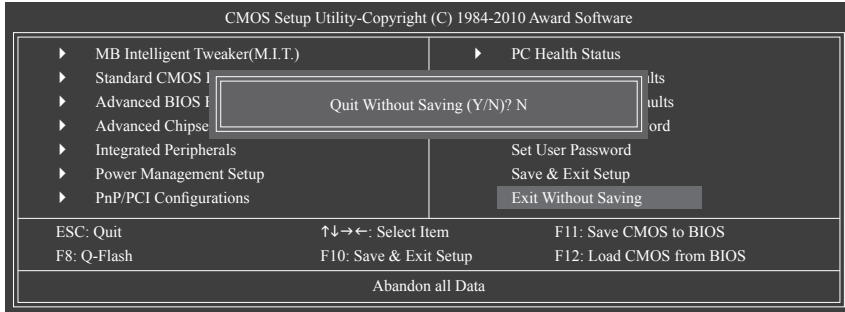 CMOS Setup Utility-Copyright (C) 1984-2010 Award Software
MB Intelligent Tweaker(M.I.T.)
PC Health Status
Standard CMOS
Advanced BIOS
Advanced
Quit Without Saving (Y/N)? N
Integrated Peripherals
Set User Password
Power Management Setup
Save & Exit Setup
PnP/PCI Configurations
Exit Without Saving
ESC: Quit ↑↓→←: Select Item F11: Save CMOS to BIOS
F8: Q-Flash F10: Save & Exit Setup F12: Load CMOS from BIOS
Abandon all Data